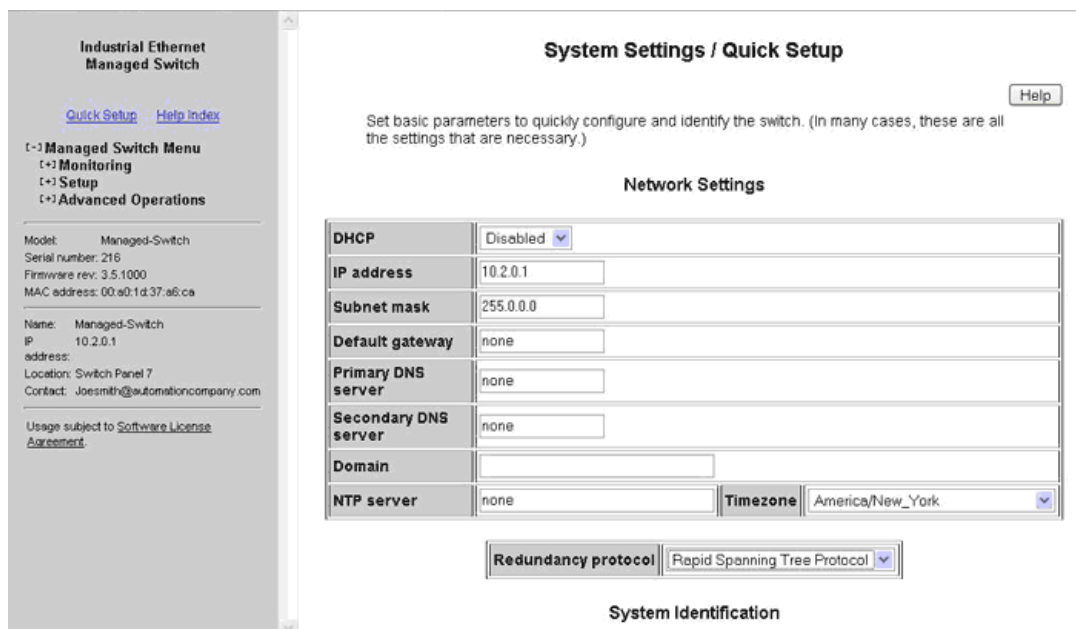 Industrial Ethernet
Managed Switch
Quick Setup Help Index
[-] Managed Switch Menu
[+] Monitoring
[+] Setup
[+] Advanced Operations
Model: Managed-Switch
Serial number: 216
Firmware rev: 3.5.1000
MAC address: 00:a0:1d:37:a6:ca
Name: Managed-Switch
IP 10.2.0.1
address:
Location: Switch Panel 7
Contact: Joesmith@automationcompany.com
Usage subject to Software License
Agreement.
System Settings / Quick Setup
Help
Set basic parameters to quickly configure and identify the switch. (In many cases, these are all
the settings that are necessary.)
Network Settings
DHCP Disabled
IP address 10.2.0.1
Subnet mask 255.0.0.0
Default gateway none
Primary DNS
server none
Secondary DNS
server none
Domain
NTP server none Timezone America/New_York
Redundancy protocol Rapid Spanning Tree Protocol
System Identification